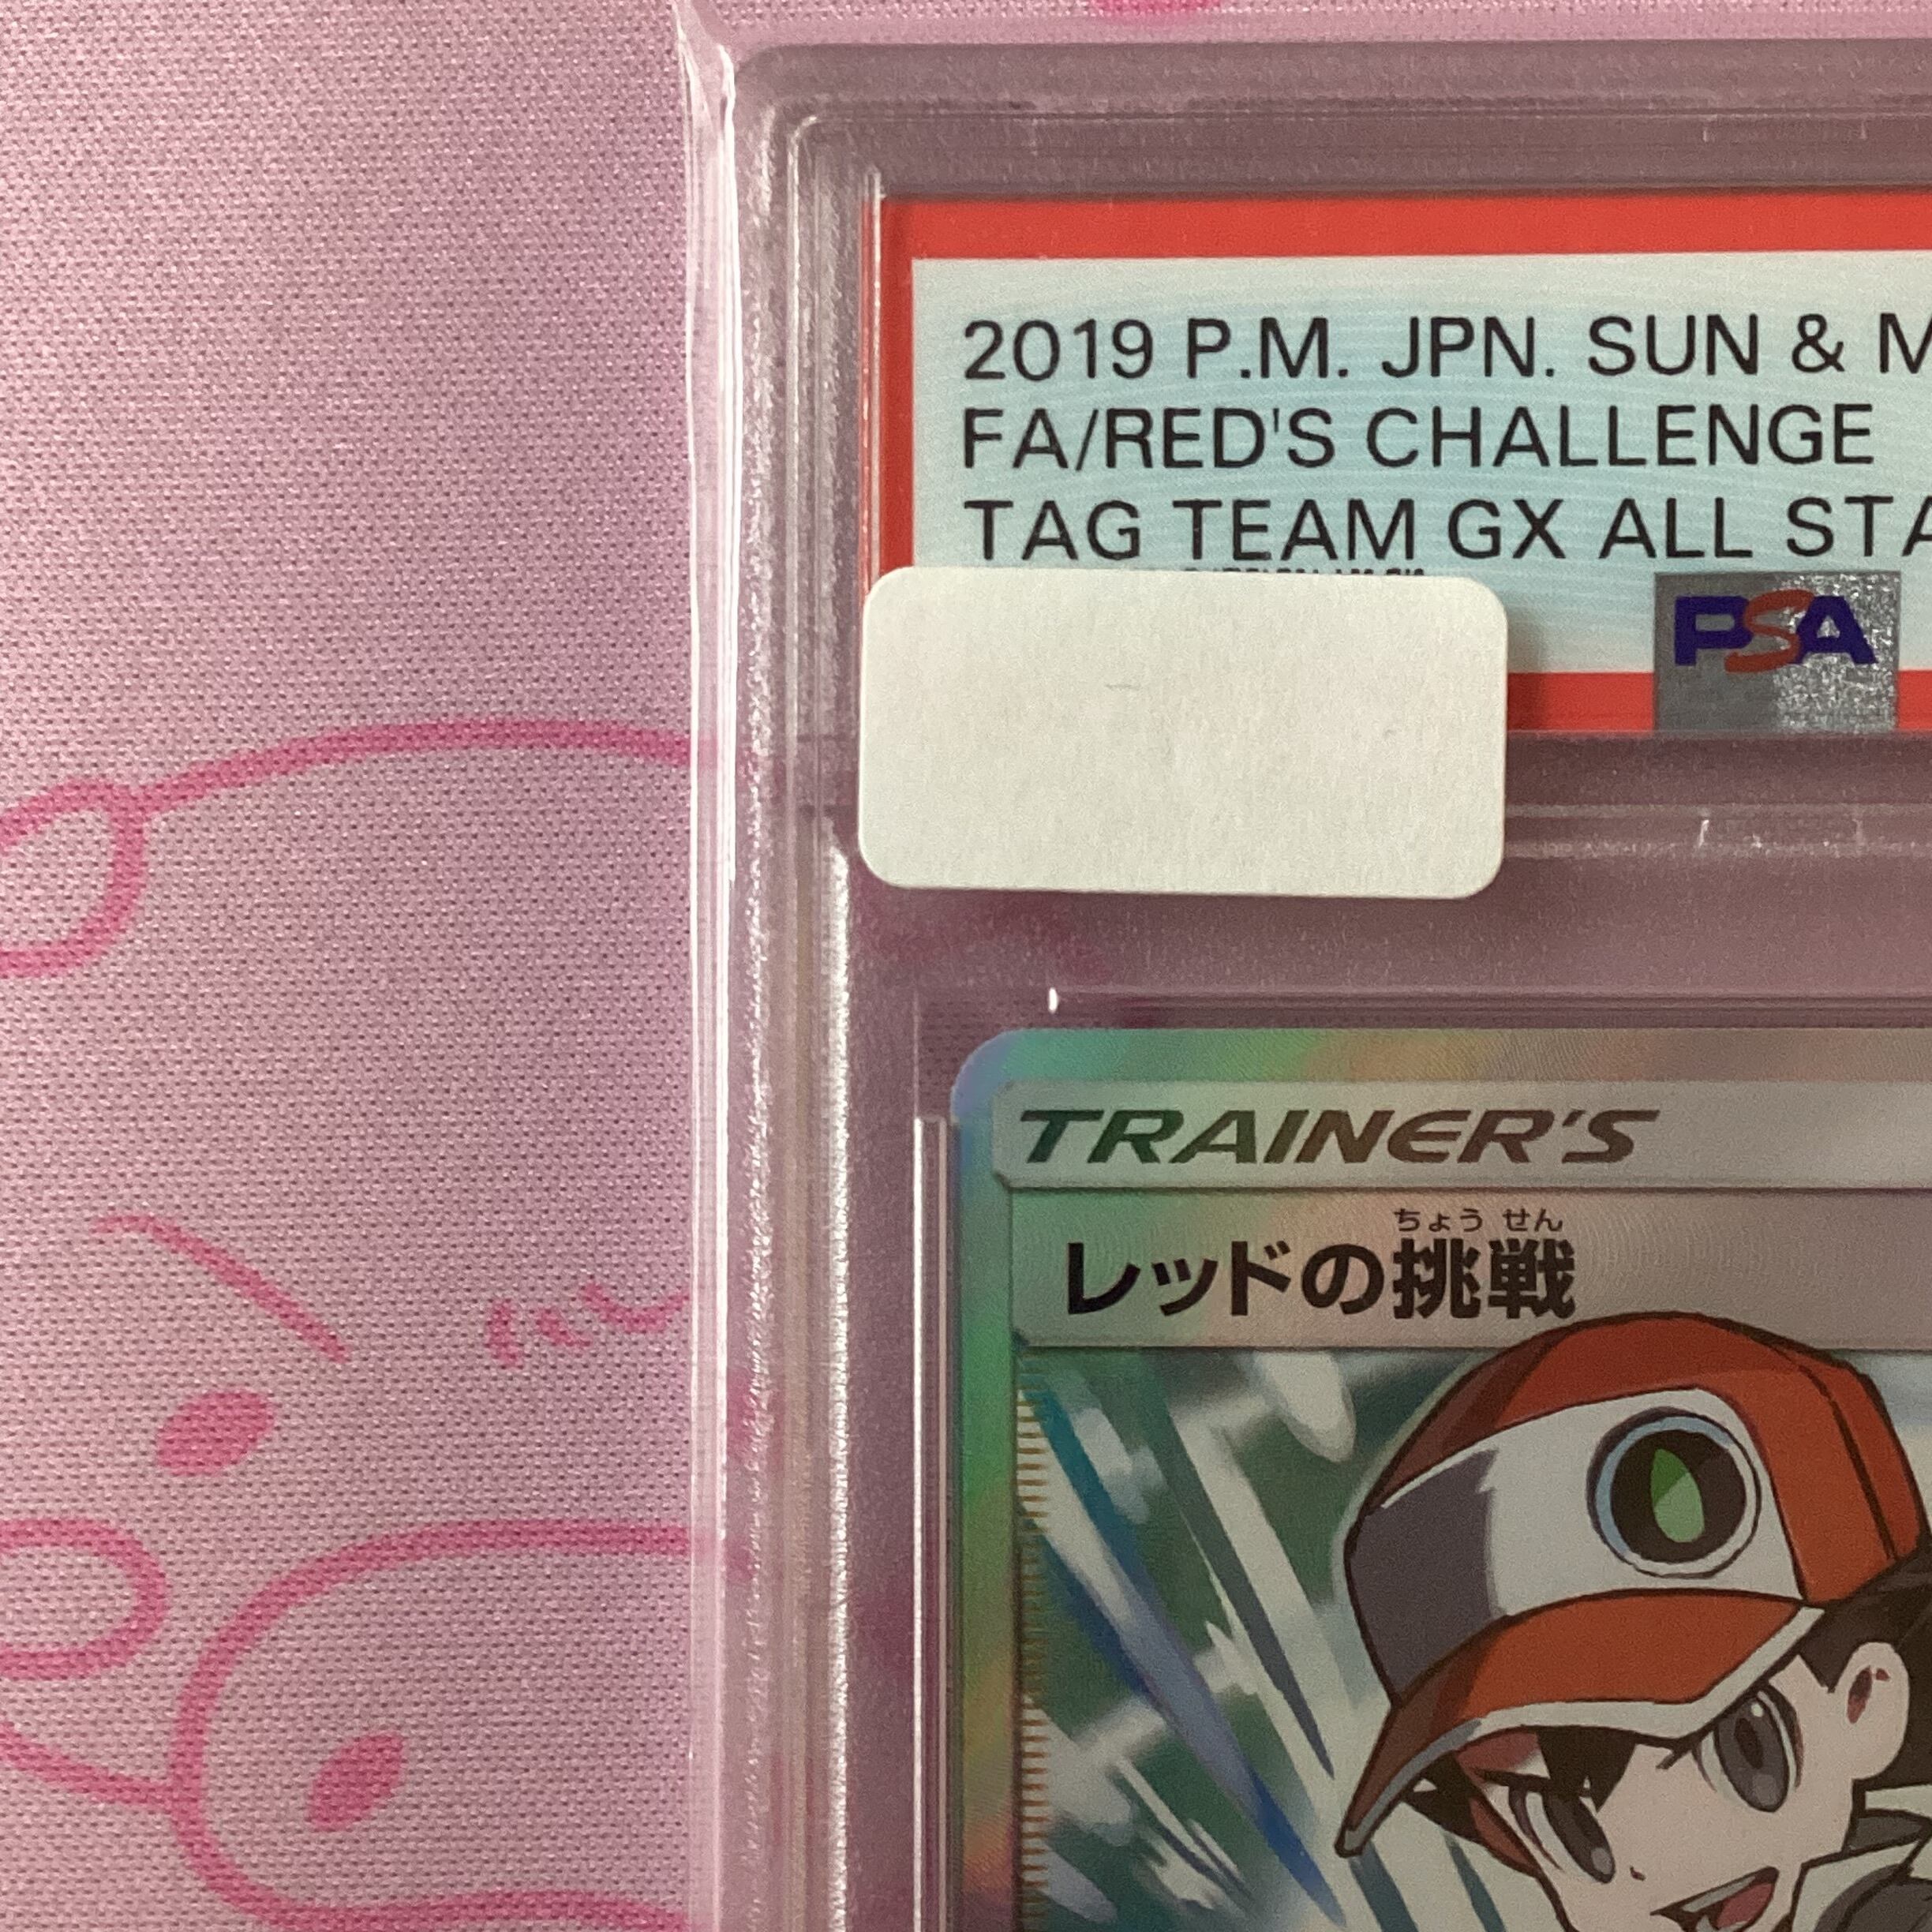 2019 P.M. JPN. SUN & M
FA/RED'S CHALLENGE
TAG TEAM GX ALL STA
PSA
TRAINER'S
ちょう せん
レッドの挑戦